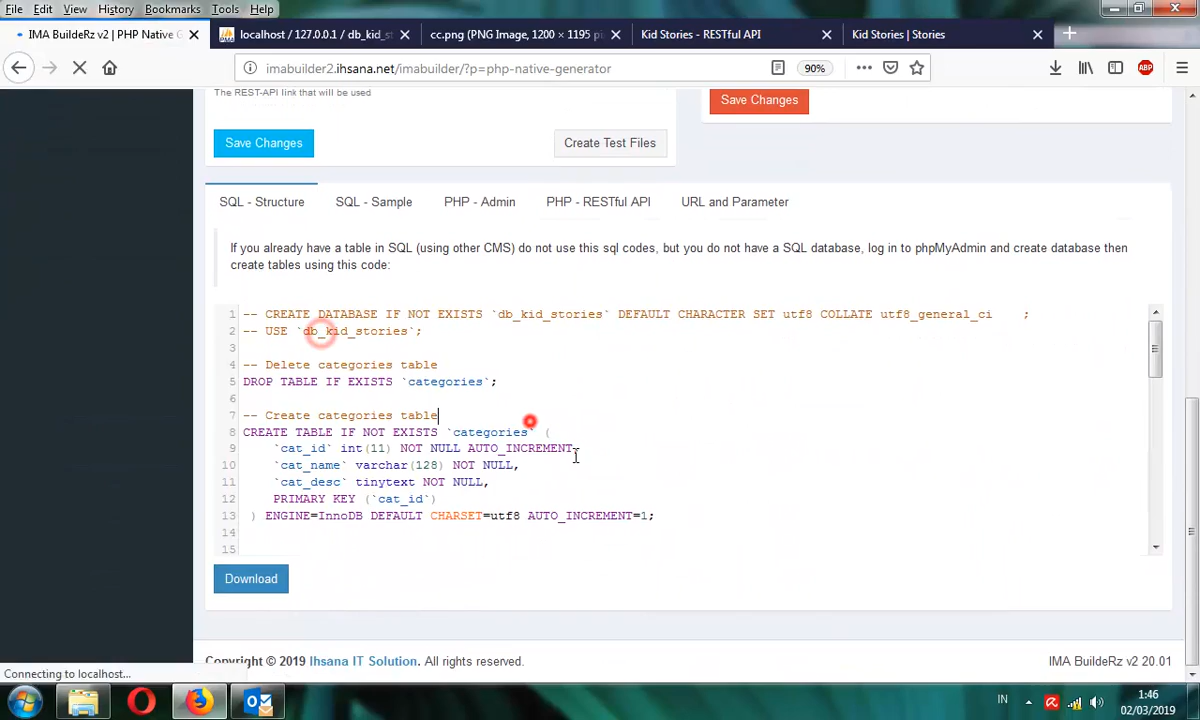 File Edit View History Bookmarks Tools Help
IMA BuildeRz v2 | PHP Native G
localhost / 127.0.0.1 / db_kid_st
cc.png (PNG Image, 1200 × 1195 pi
Kid Stories - RESTful API
Kid Stories | Stories
imabuilder2.ihsana.net/imabuilder/?p=php-native-generator
90%
ABP
The REST-API link that will be used
Save Changes
Save Changes
Create Test Files
SQL - Structure
SQL - Sample
PHP - Admin
PHP - RESTful API
URL and Parameter
If you already have a table in SQL (using other CMS) do not use this sql codes, but you do not have a SQL database, log in to phpMyAdmin and create database then
create tables using this code:
1 -- CREATE DATABASE IF NOT EXISTS `db_kid_stories` DEFAULT CHARACTER SET utf8 COLLATE utf8_general_ci ;
2 -- USE `db_kid_stories`;
3
4 -- Delete categories table
5 DROP TABLE IF EXISTS `categories`;
6
7 -- Create categories table
8 CREATE TABLE IF NOT EXISTS `categories` (
9 `cat_id` int(11) NOT NULL AUTO_INCREMENT,
10 `cat_name` varchar(128) NOT NULL,
11 `cat_desc` tinytext NOT NULL,
12 PRIMARY KEY (`cat_id`)
13 ) ENGINE=InnoDB DEFAULT CHARSET=utf8 AUTO_INCREMENT=1;
14
15
Download
Copyright © 2019 Ihsana IT Solution. All rights reserved.
IMA BuildeRz v2 20.01
Connecting to localhost...
IN
1:46
02/03/2019